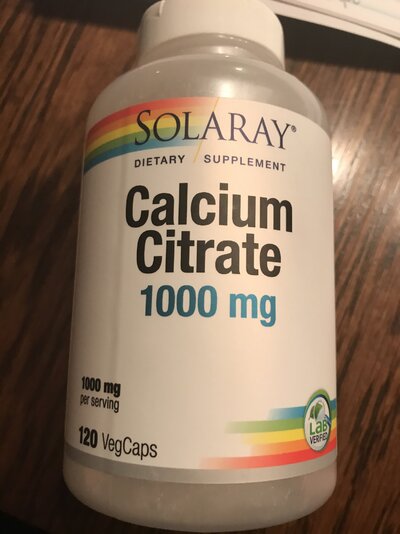 SOLARAY®
DIETARY SUPPLEMENT
Calcium
Citrate
1000 mg
1000 mg
per serving
120 VegCaps
Lab
VERIFIED